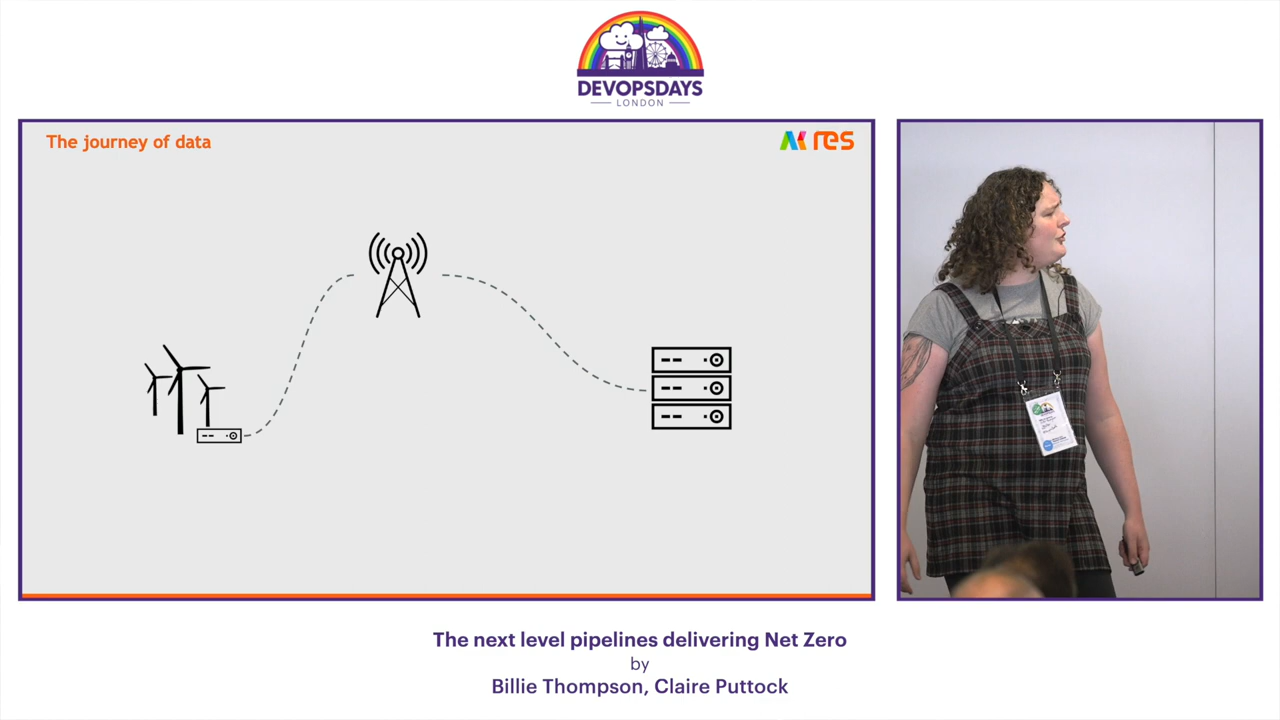 DEVOPSDAYS
LONDON
The journey of data
res
The next level pipelines delivering Net Zero
by
Billie Thompson, Claire Puttock